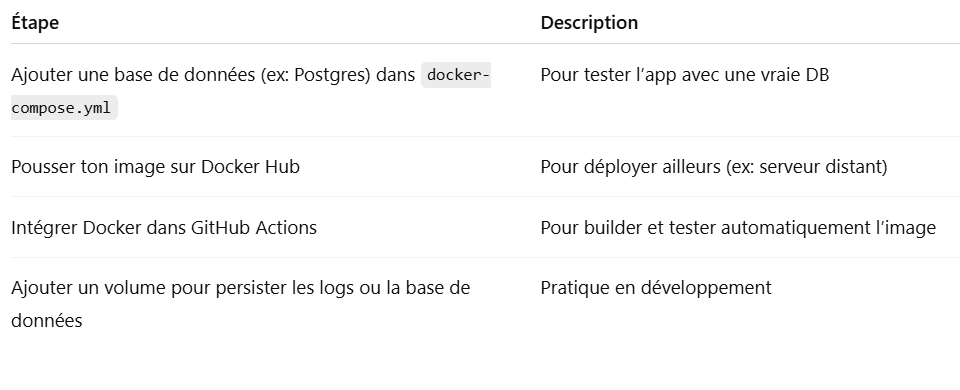 Étape Description
Ajouter une base de données (ex: Postgres) dans docker- Pour tester l’app avec une vraie DB
compose.yml
Pousser ton image sur Docker Hub Pour déployer ailleurs (ex: serveur distant)
Intégrer Docker dans GitHub Actions Pour builder et tester automatiquement l’image
Ajouter un volume pour persister les logs ou la base de Pratique en développement
données